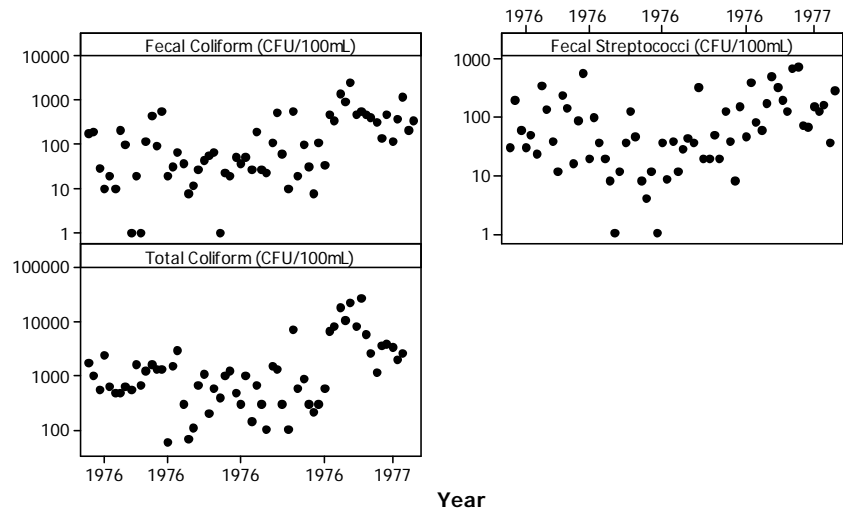 1976 1976 1976 1976 1977
Fecal Coliform (CFU/100mL)
10000
1000
100
10
1
Fecal Streptococci (CFU/100mL)
1000
100
10
1
Total Coliform (CFU/100mL)
100000
10000
1000
100
1976 1976 1976 1976 1977
Year